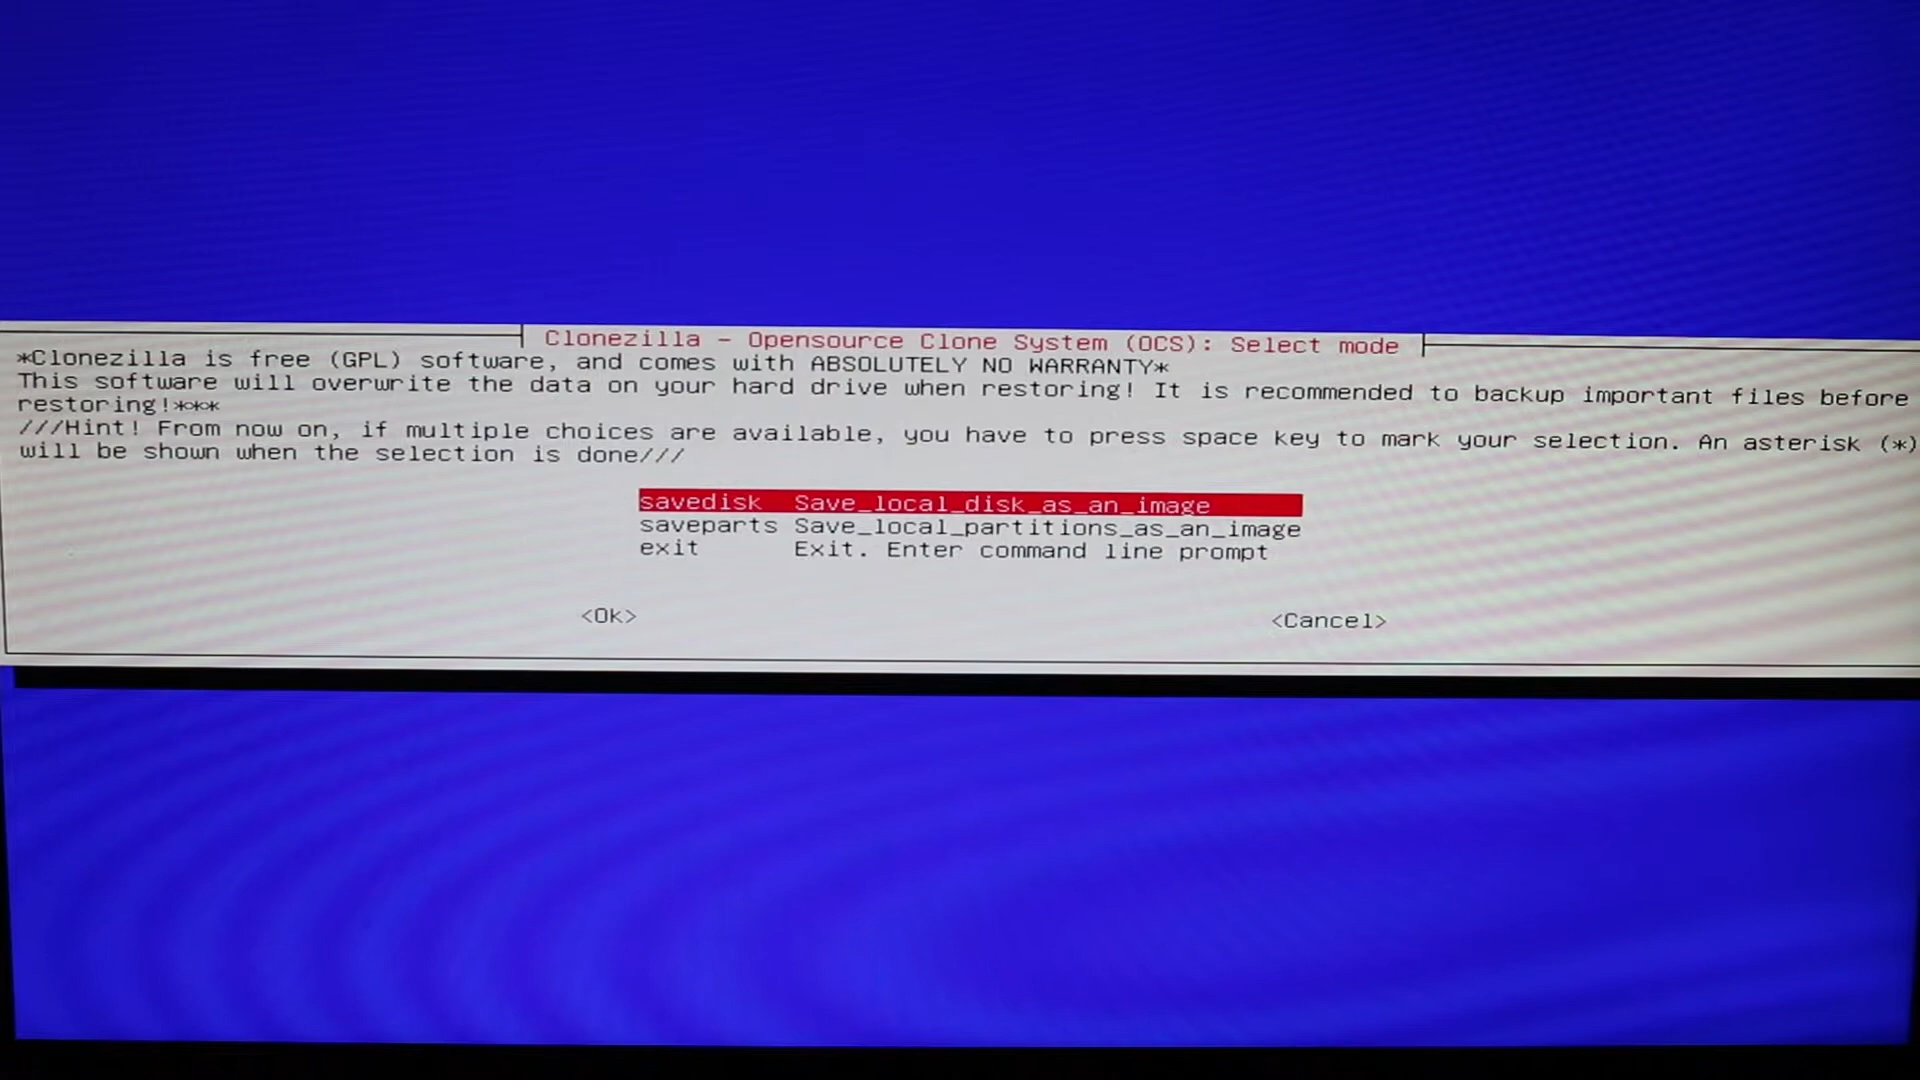 Clonezilla - Opensource Clone System (OCS): Select mode
*Clonezilla is free (GPL) software, and comes with ABSOLUTELY NO WARRANTY*
This software will overwrite the data on your hard drive when restoring! It is recommended to backup important files before
restoring!***
///Hint! From now on, if multiple choices are available, you have to press space key to mark your selection. An asterisk (*)
will be shown when the selection is done///
savedisk Save_local_disk_as_an_image
saveparts Save_local_partitions_as_an_image
exit Exit. Enter command line prompt
<Ok> <Cancel>